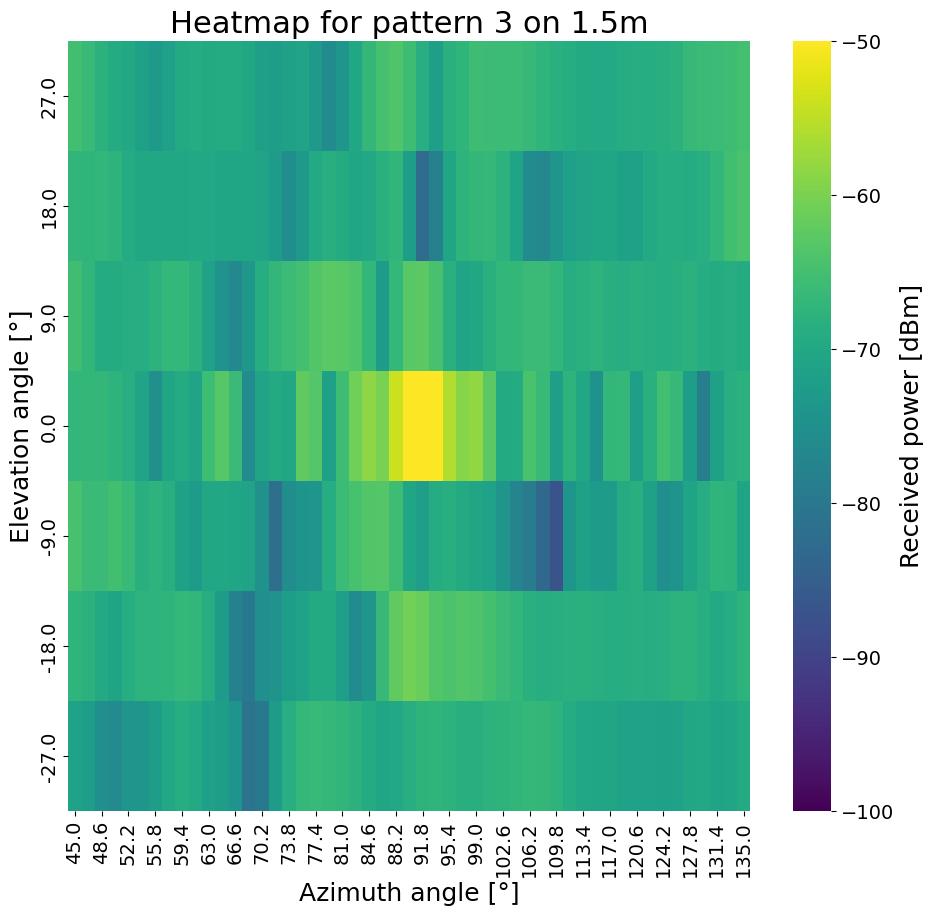 Heatmap for pattern 3 on 1.5m
Elevation angle [°]
27.0
18.0
9.0
0.0
-9.0
-18.0
-27.0
45.0 48.6 52.2 55.8 59.4 63.0 66.6 70.2 73.8 77.4 81.0 84.6 88.2 91.8 95.4 99.0 102.6 106.2 109.8 113.4 117.0 120.6 124.2 127.8 131.4 135.0
Azimuth angle [°]
−50
−60
−70
−80
−90
−100
Received power [dBm]